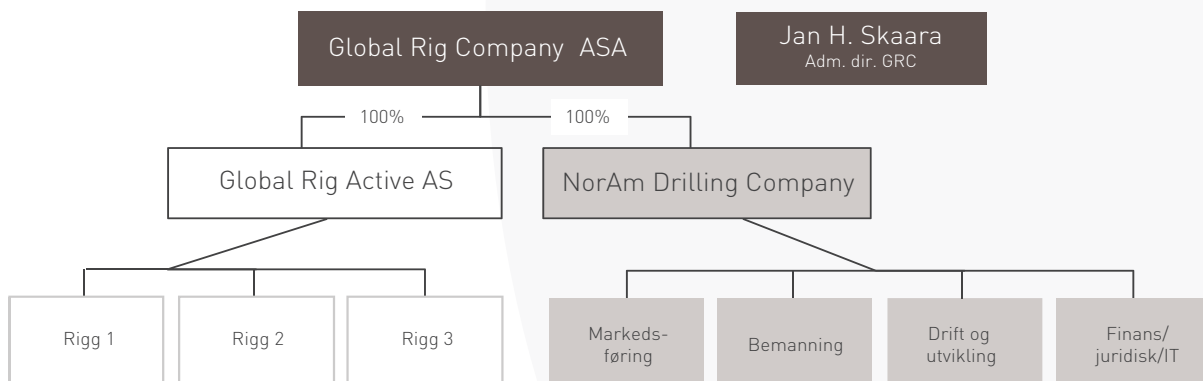 Global Rig Company ASA
Jan H. Skaara
Adm. dir. GRC
100%
100%
Global Rig Active AS
NorAm Drilling Company
Rigg 1
Rigg 2
Rigg 3
Markeds-
føring
Bemanning
Drift og
utvikling
Finans/
juridisk/IT